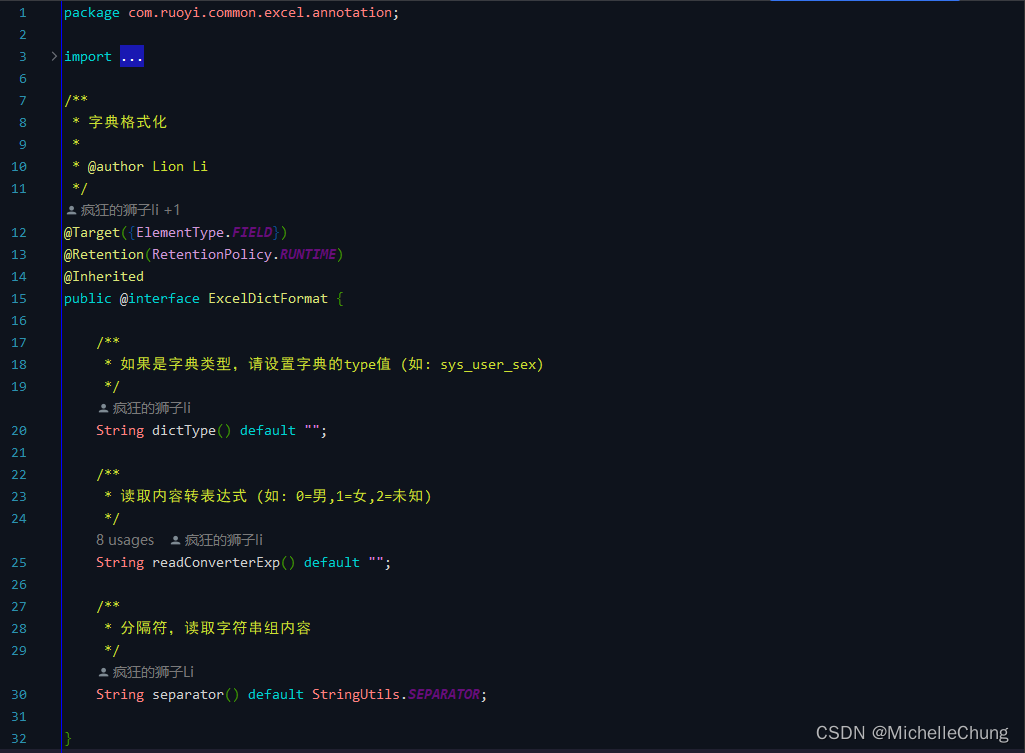 1 package com.ruoyi.common.excel.annotation;
2
3 > import ...
6
7 /**
8 * 字典格式化
9 *
10 * @author Lion Li
11 */
疯狂的狮子li +1
12 @Target({ElementType.FIELD})
13 @Retention(RetentionPolicy.RUNTIME)
14 @Inherited
15 public @interface ExcelDictFormat {
16
17 /**
18 * 如果是字典类型，请设置字典的type值 (如: sys_user_sex)
19 */
疯狂的狮子li
20 String dictType() default "";
21
22 /**
23 * 读取内容转表达式 (如: 0=男,1=女,2=未知)
24 */
8 usages 疯狂的狮子li
25 String readConverterExp() default "";
26
27 /**
28 * 分隔符，读取字符串组内容
29 */
疯狂的狮子Li
30 String separator() default StringUtils.SEPARATOR;
31
32 }
CSDN @MichelleChung